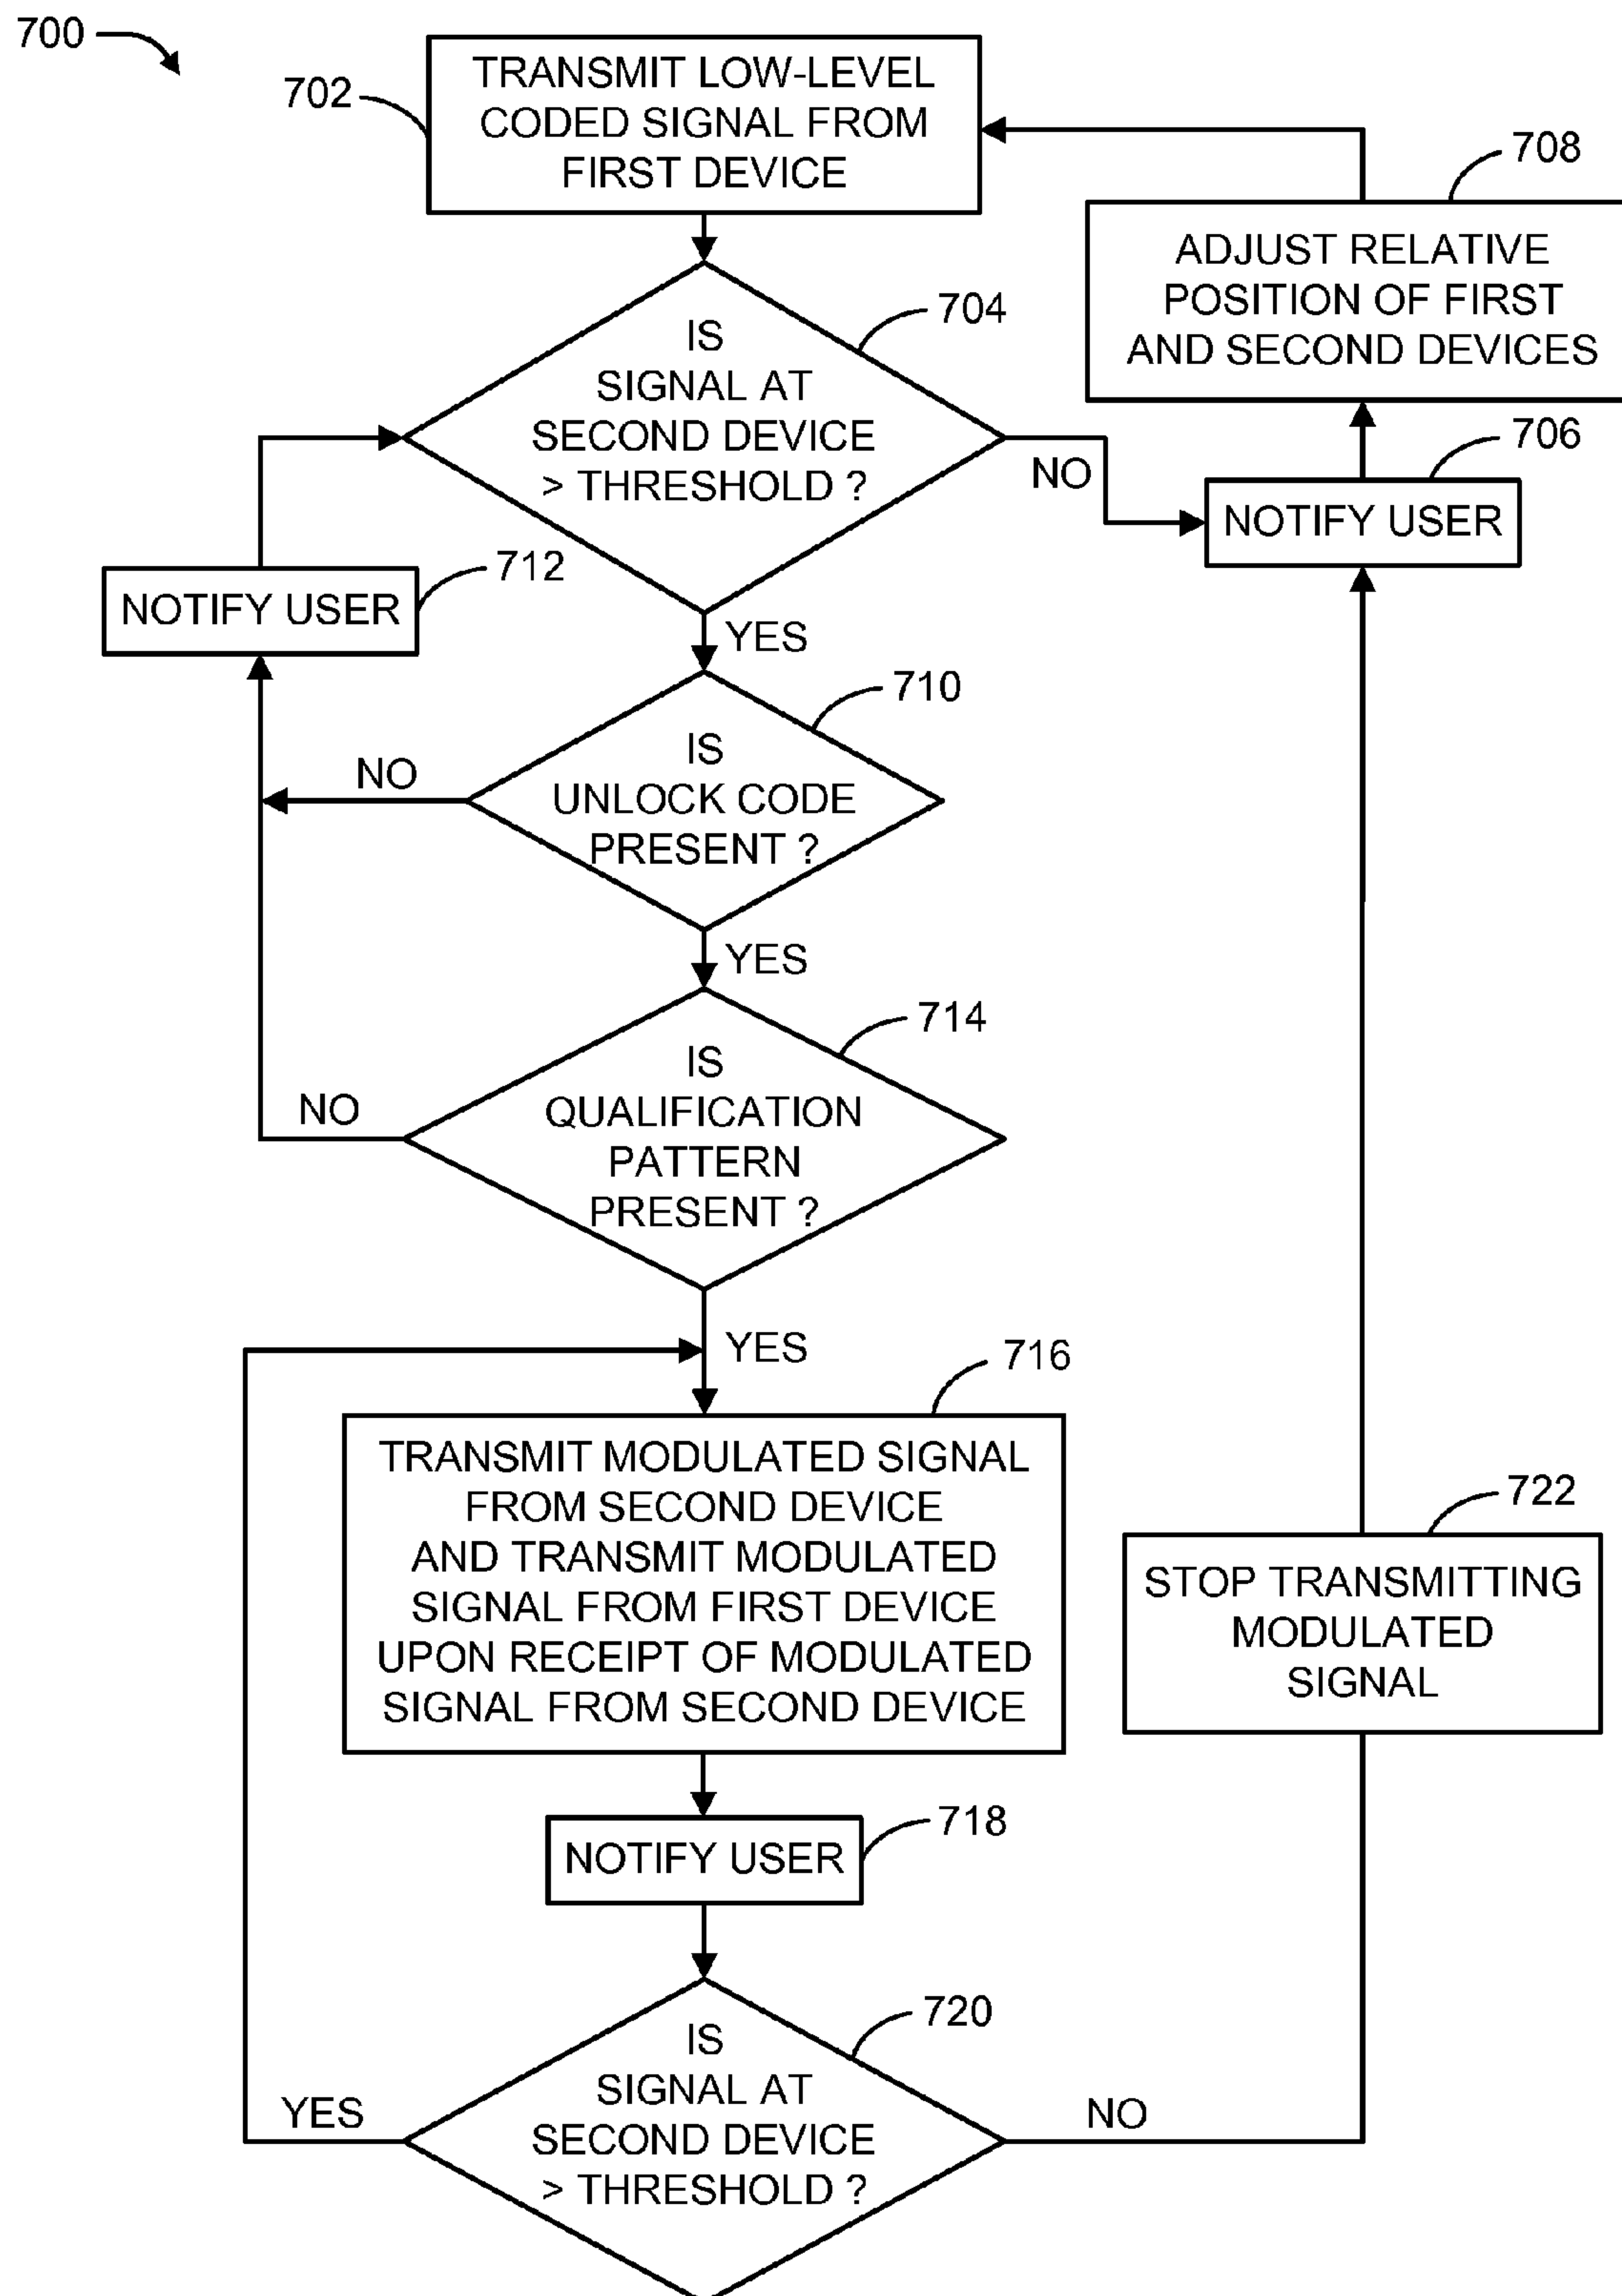 700
702
TRANSMIT LOW-LEVEL
CODED SIGNAL FROM
FIRST DEVICE
708
ADJUST RELATIVE
POSITION OF FIRST
AND SECOND DEVICES
704
IS
SIGNAL AT
SECOND DEVICE
> THRESHOLD ?
NO
706
NOTIFY USER
712
NOTIFY USER
YES
710
IS
UNLOCK CODE
PRESENT ?
NO
YES
714
IS
QUALIFICATION
PATTERN
PRESENT ?
NO
YES
716
TRANSMIT MODULATED SIGNAL
FROM SECOND DEVICE
AND TRANSMIT MODULATED
SIGNAL FROM FIRST DEVICE
UPON RECEIPT OF MODULATED
SIGNAL FROM SECOND DEVICE
722
STOP TRANSMITTING
MODULATED
SIGNAL
718
NOTIFY USER
720
IS
SIGNAL AT
SECOND DEVICE
> THRESHOLD ?
YES
NO